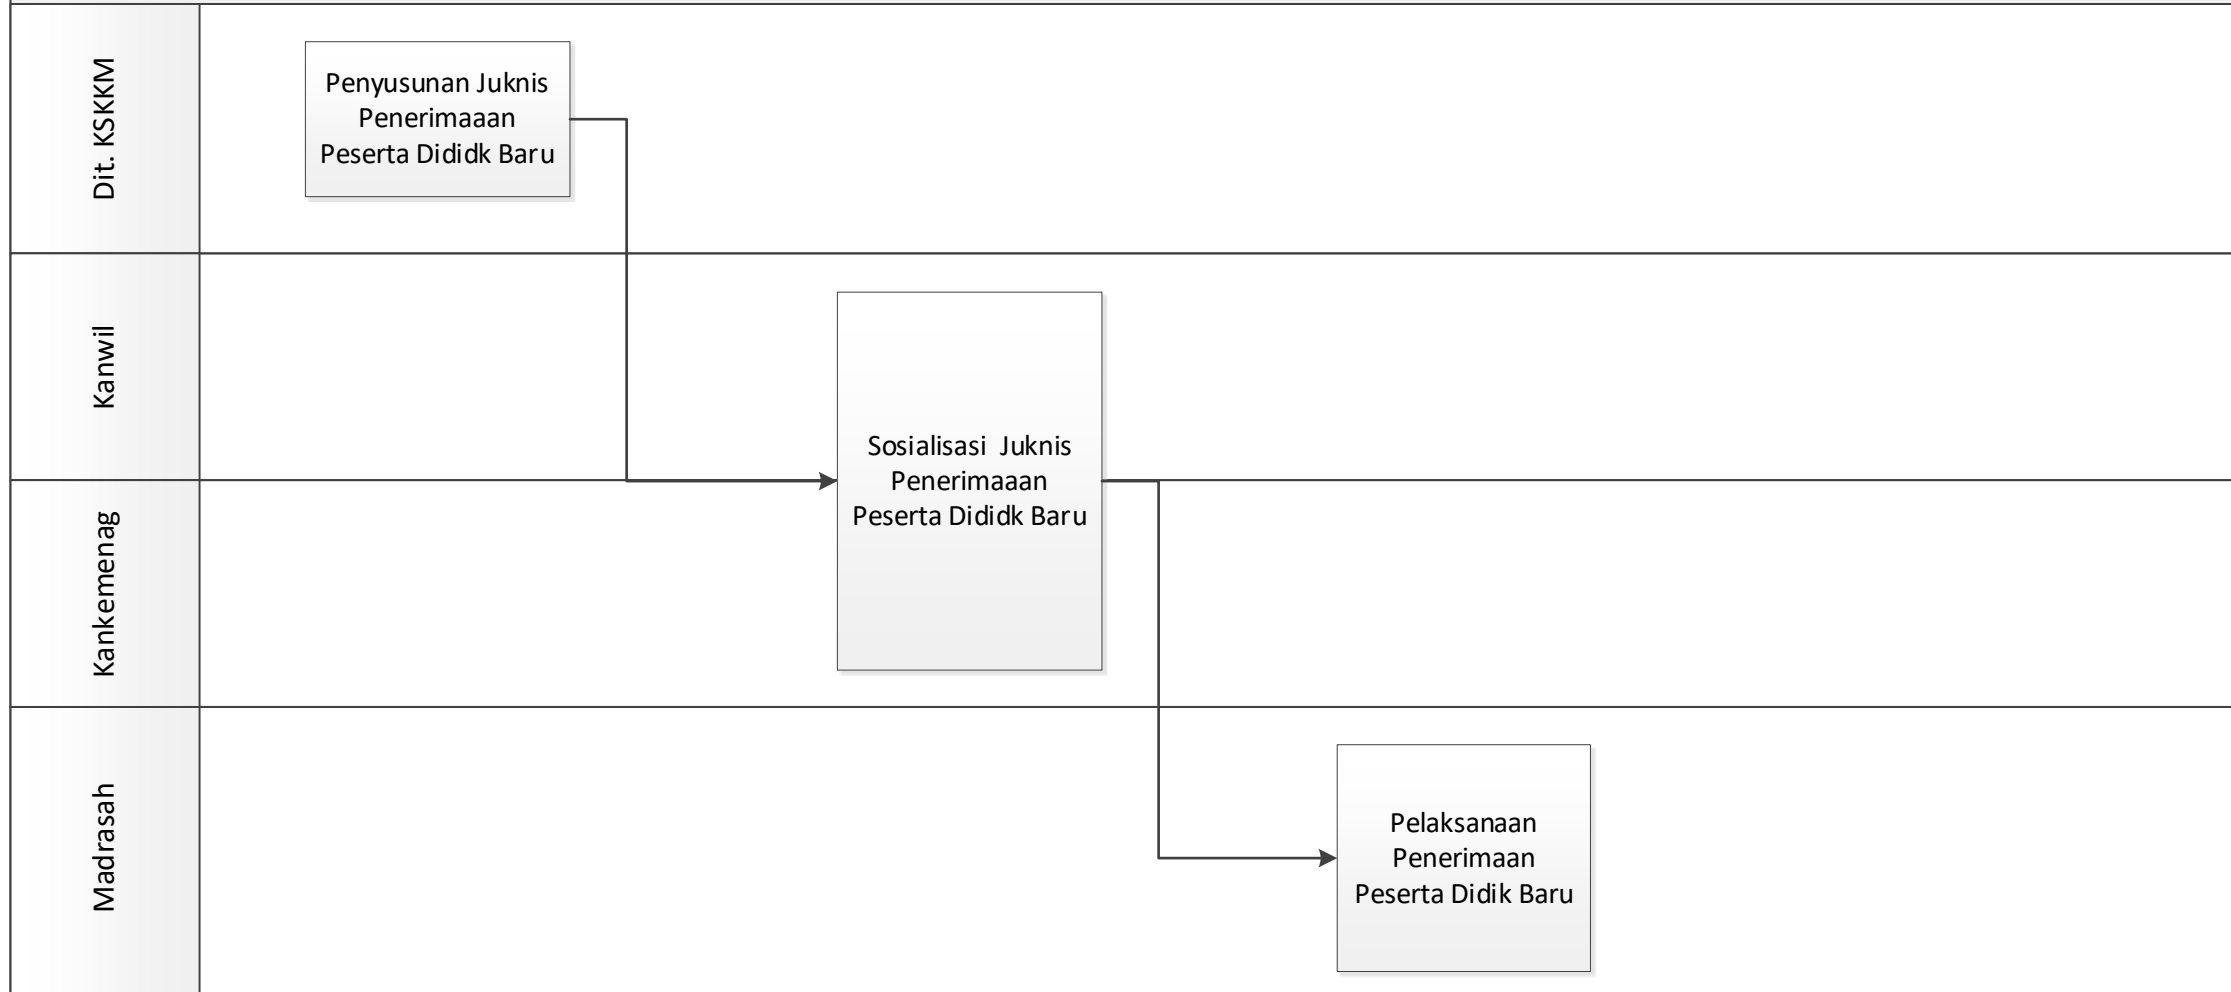 Dit. KSKKM
Penyusunan Juknis
Penerimaaan
Peserta Dididk Baru
Kanwil
Sosialisasi  Juknis
Penerimaaan
Peserta Dididk Baru
Kankemenag
Madrasah
Pelaksanaan
Penerimaan
Peserta Didik Baru